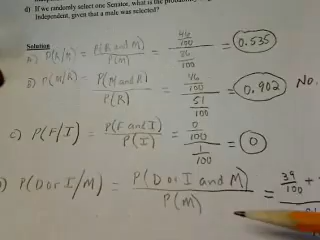 d) If we randomly select one Senator, what is the
Independent, given that a male was selected?
Solution
A) P(R/M) = P(R and M) / P(M) = 46/100 / 86/100 = 0.535
B) P(M/R) = P(M and R) / P(R) = 46/100 / 51/100 = 0.902 NO.
C) P(F/I) = P(F and I) / P(I) = 0/100 / 1/100 = 0
) P(D or I/M) = P(D or I and M) / P(M) = 39/100 +